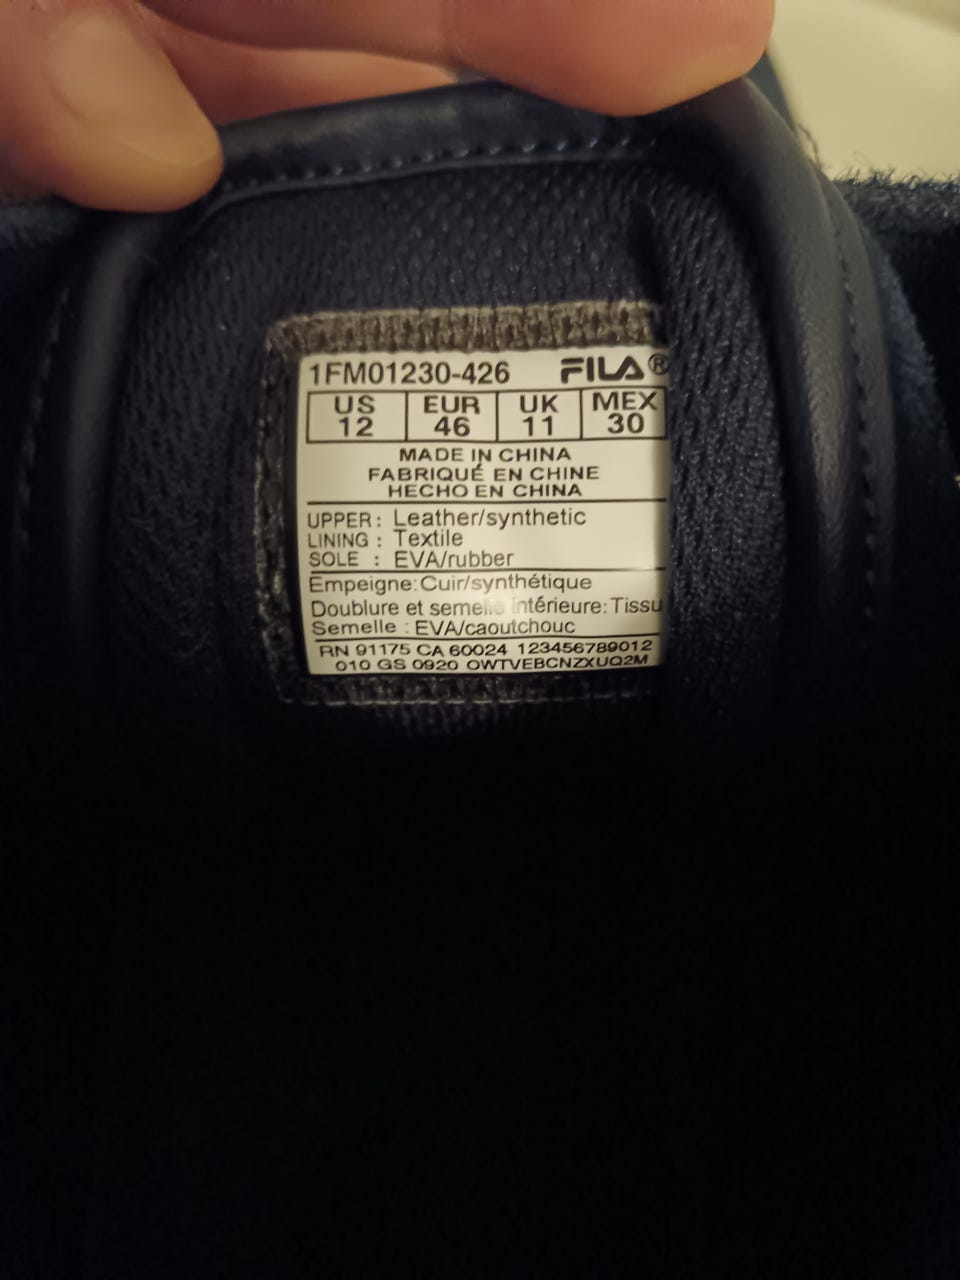 1FM01230-426 FILA®
US EUR UK MEX
12 46 11 30
MADE IN CHINA
FABRIQUÉ EN CHINE
HECHO EN CHINA
UPPER : Leather/synthetic
LINING : Textile
SOLE : EVA/rubber
Empeigne: Cuir/synthétique
Doublure et semelle intérieure: Tissu
Semelle : EVA/caoutchouc
RN 91175 CA 60024 123456789012
010 GS 0920 OWTVEBCNZXUQ2M